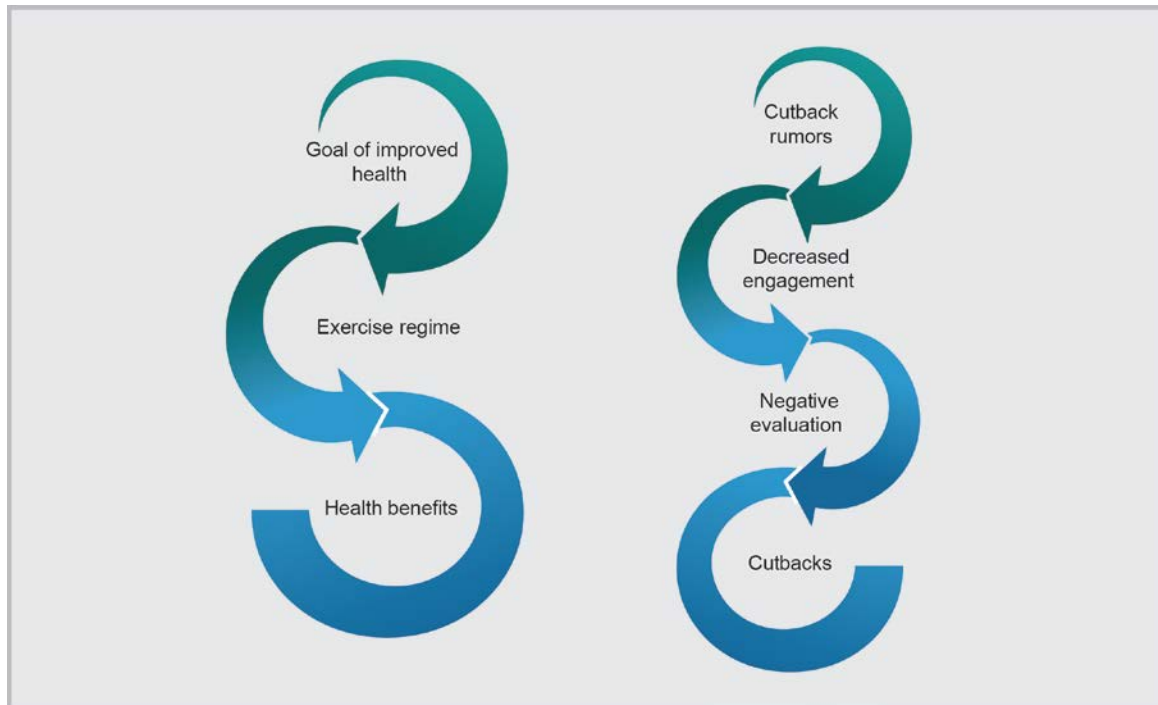 Goal of improved
health
Exercise regime
Health benefits
Cutback
rumors
Decreased
engagement
Negative
evaluation
Cutbacks